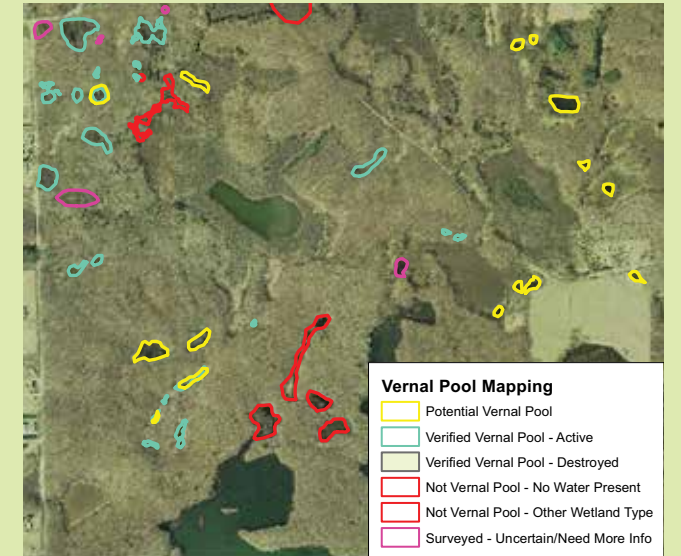 Vernal Pool Mapping
Potential Vernal Pool
Verified Vernal Pool - Active
Verified Vernal Pool - Destroyed
Not Vernal Pool - No Water Present
Not Vernal Pool - Other Wetland Type
Surveyed - Uncertain/Need More Info